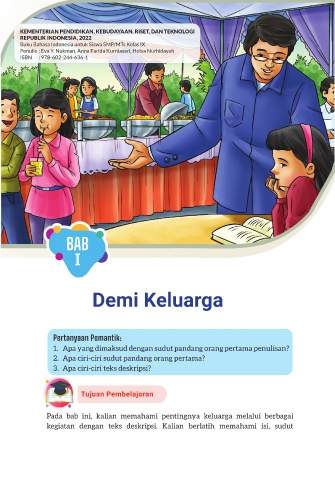 KEMENTERIAN PENDIDIKAN, KEBUDAYAAN, RISET, DAN TEKNOLOGI
REPUBLIK INDONESIA, 2022
Buku Bahasa Indonesia untuk Siswa SMP/MTs Kelas IX
Penulis : Eva Y. Nukman, Anna Farida Kurniasari, Helva Nurhidayah
ISBN : 978-602-244-636-1
BAB
I
Demi Keluarga
Pertanyaan Pemantik:
1. Apa yang dimaksud dengan sudut pandang orang pertama penulisan?
2. Apa ciri-ciri sudut pandang orang pertama?
3. Apa ciri-ciri teks deskripsi?
Tujuan Pembelajaran
Pada bab ini, kalian memahami pentingnya keluarga melalui berbagai
kegiatan dengan teks deskripsi. Kalian berlatih memahami isi, sudut